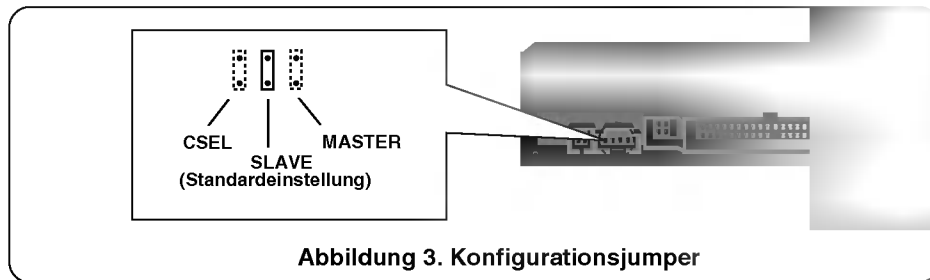 CSEL
MASTER
SLAVE
(Standardeinstellung)
Abbildung 3. Konfigurationsjumper